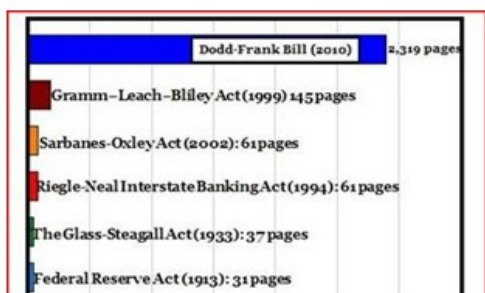 Dodd-Frank Bill (2010) 2,319 pages
Gramm-Leach-Bliley Act (1999) 145 pages
Sarbanes-Oxley Act (2002): 61 pages
Riegle-Neal Interstate Banking Act (1994): 61 pages
The Glass-Steagall Act (1933): 37 pages
Federal Reserve Act (1913): 31 pages